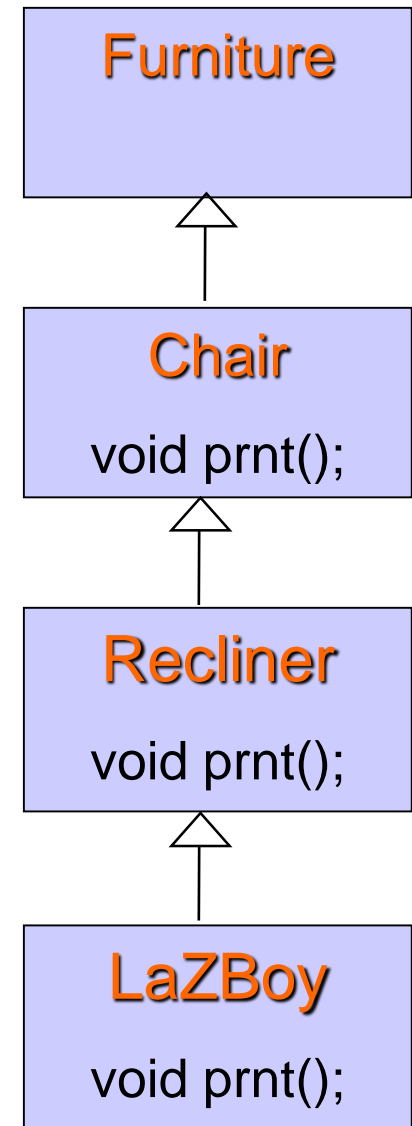 Furniture
Chair
void prnt();
Recliner
void prnt();
LaZBoy
void prnt();